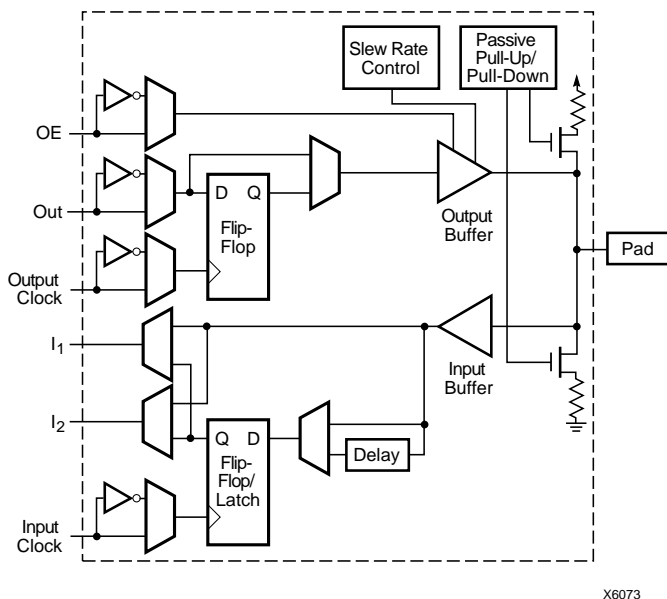 Slew Rate
Control
Passive
Pull-Up/
Pull-Down
OE
Out
D Q
Flip-
Flop
Output
Buffer
Output
Clock
Pad
I1
Input
Buffer
I2
Q D
Delay
Flip-
Flop/
Latch
Input
Clock
X6073